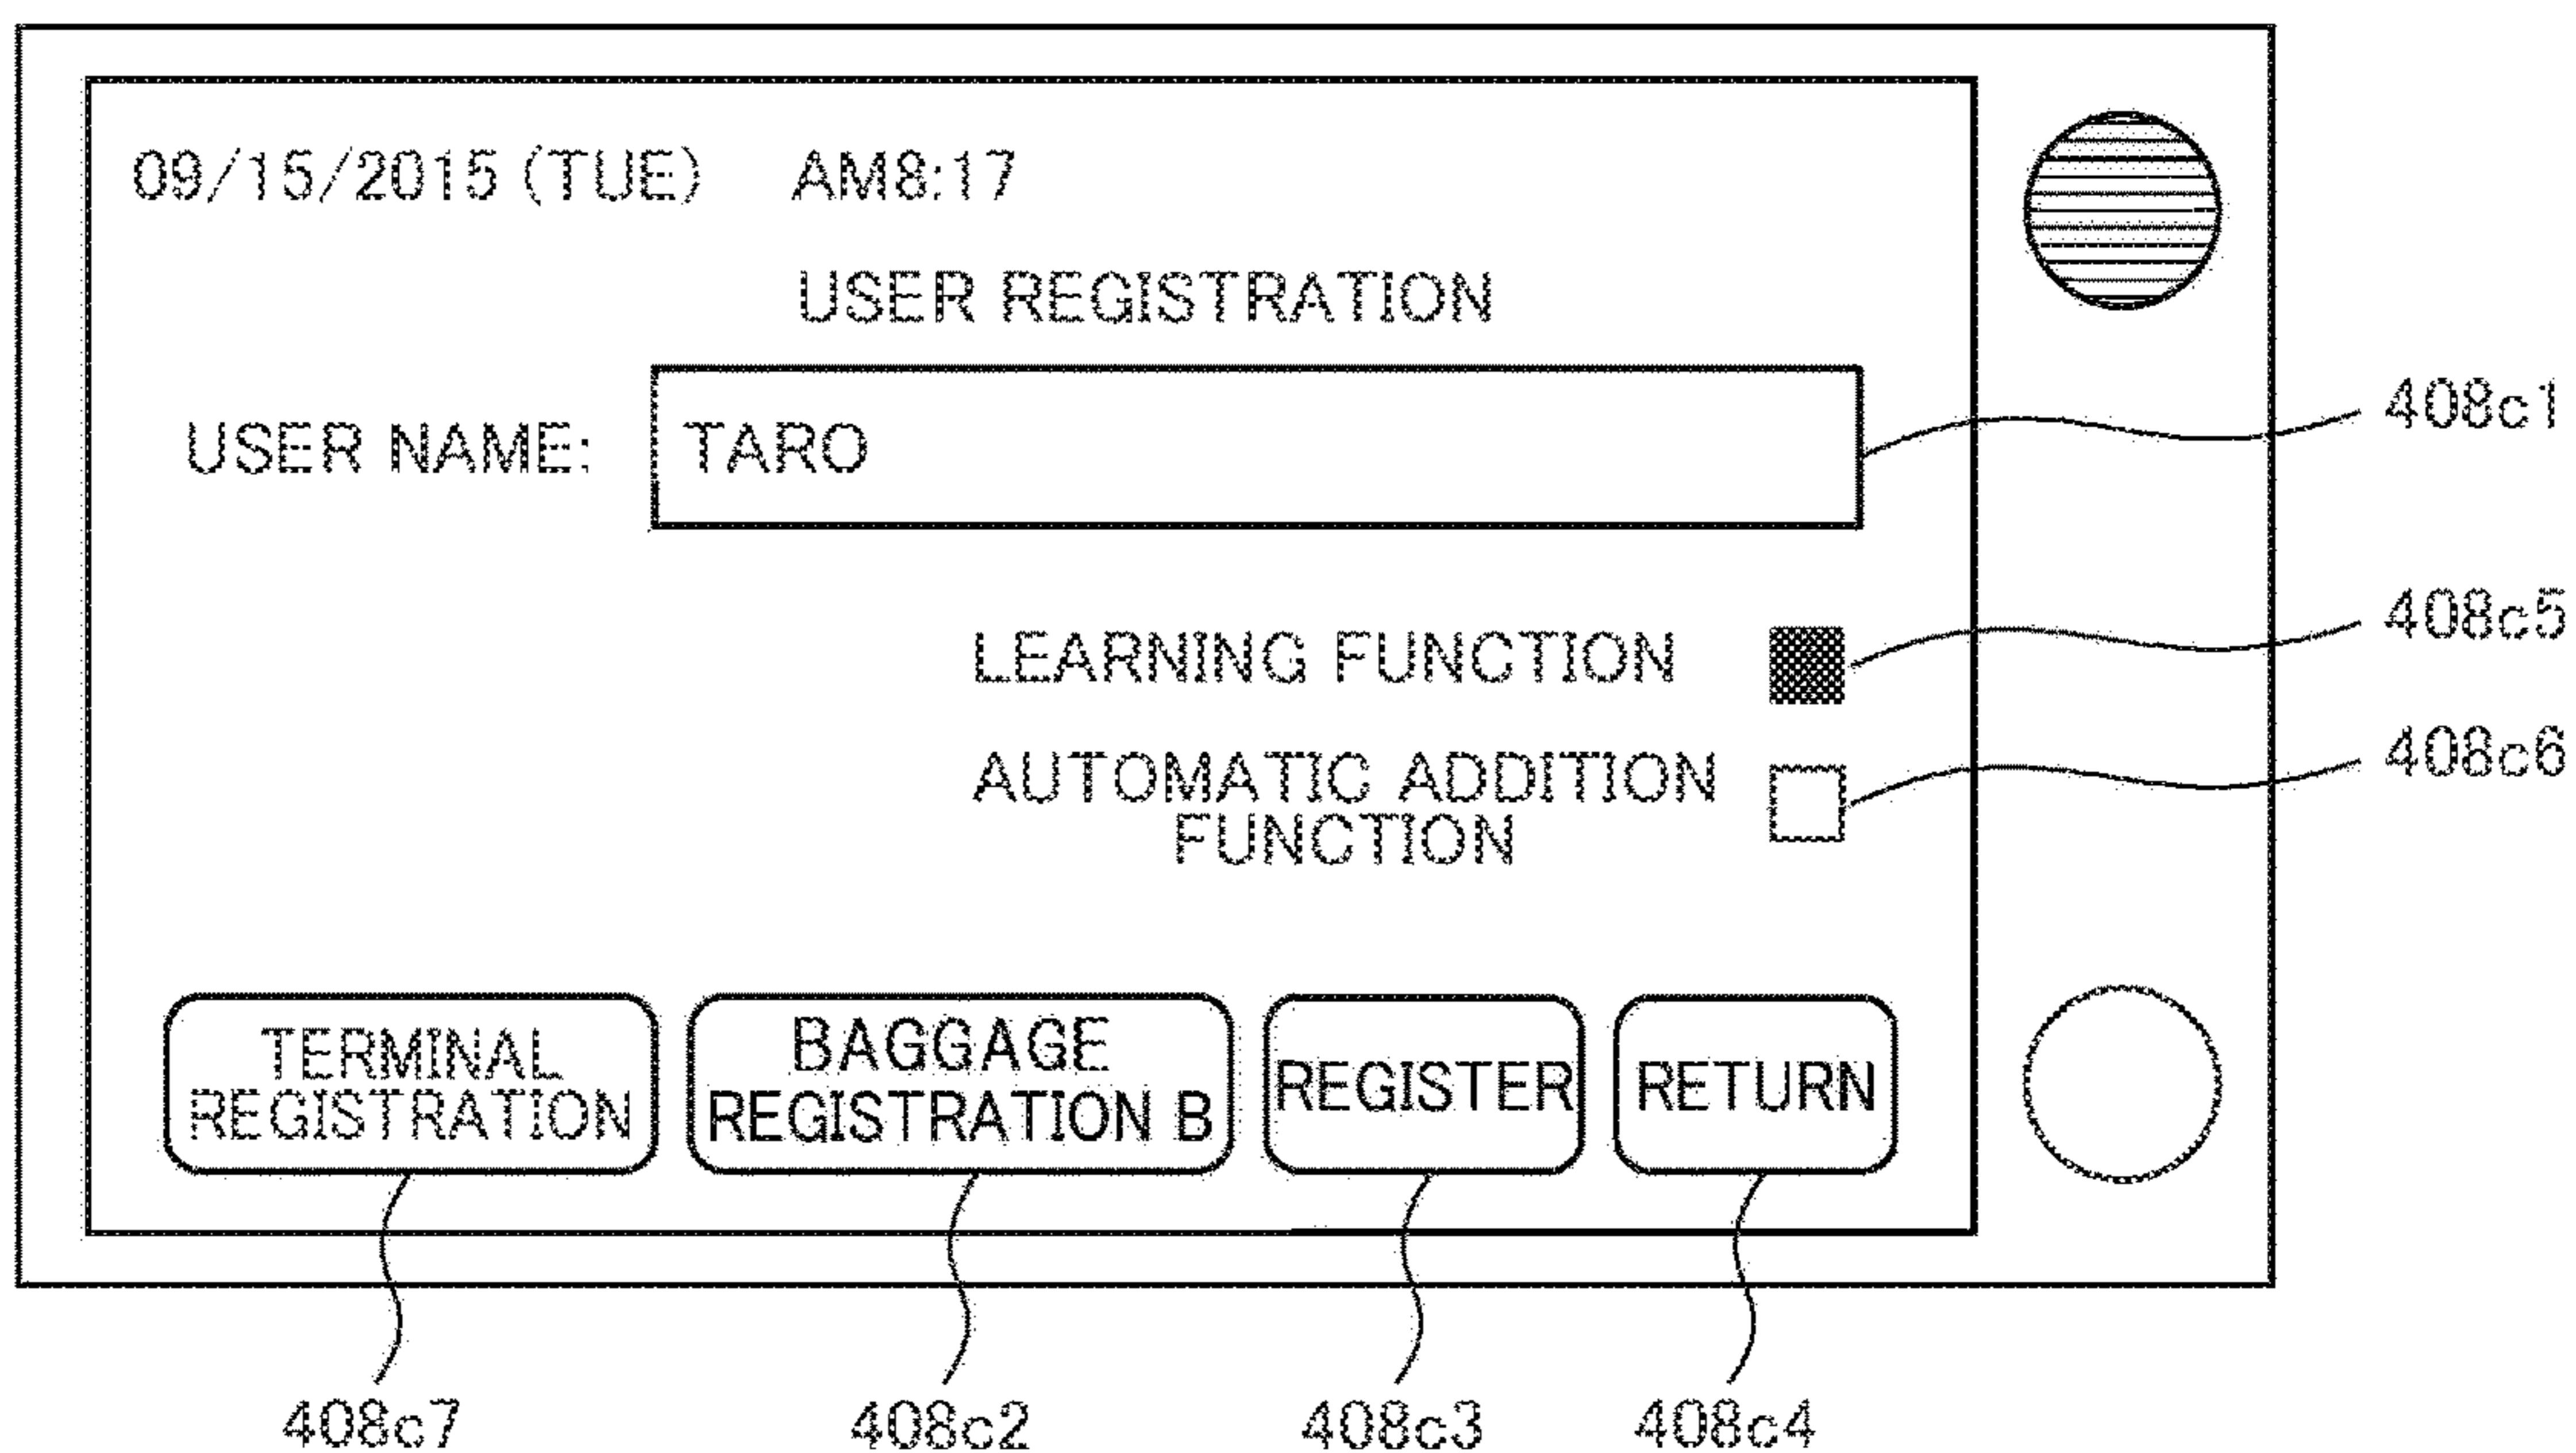 09/15/2015 (TUE) AM8:17
USER REGISTRATION
USER NAME: TARO
408c1
LEARNING FUNCTION
408c5
AUTOMATIC ADDITION
FUNCTION
408c6
TERMINAL
REGISTRATION
BAGGAGE
REGISTRATION B
REGISTER
RETURN
408c7
408c2
408c3
408c4